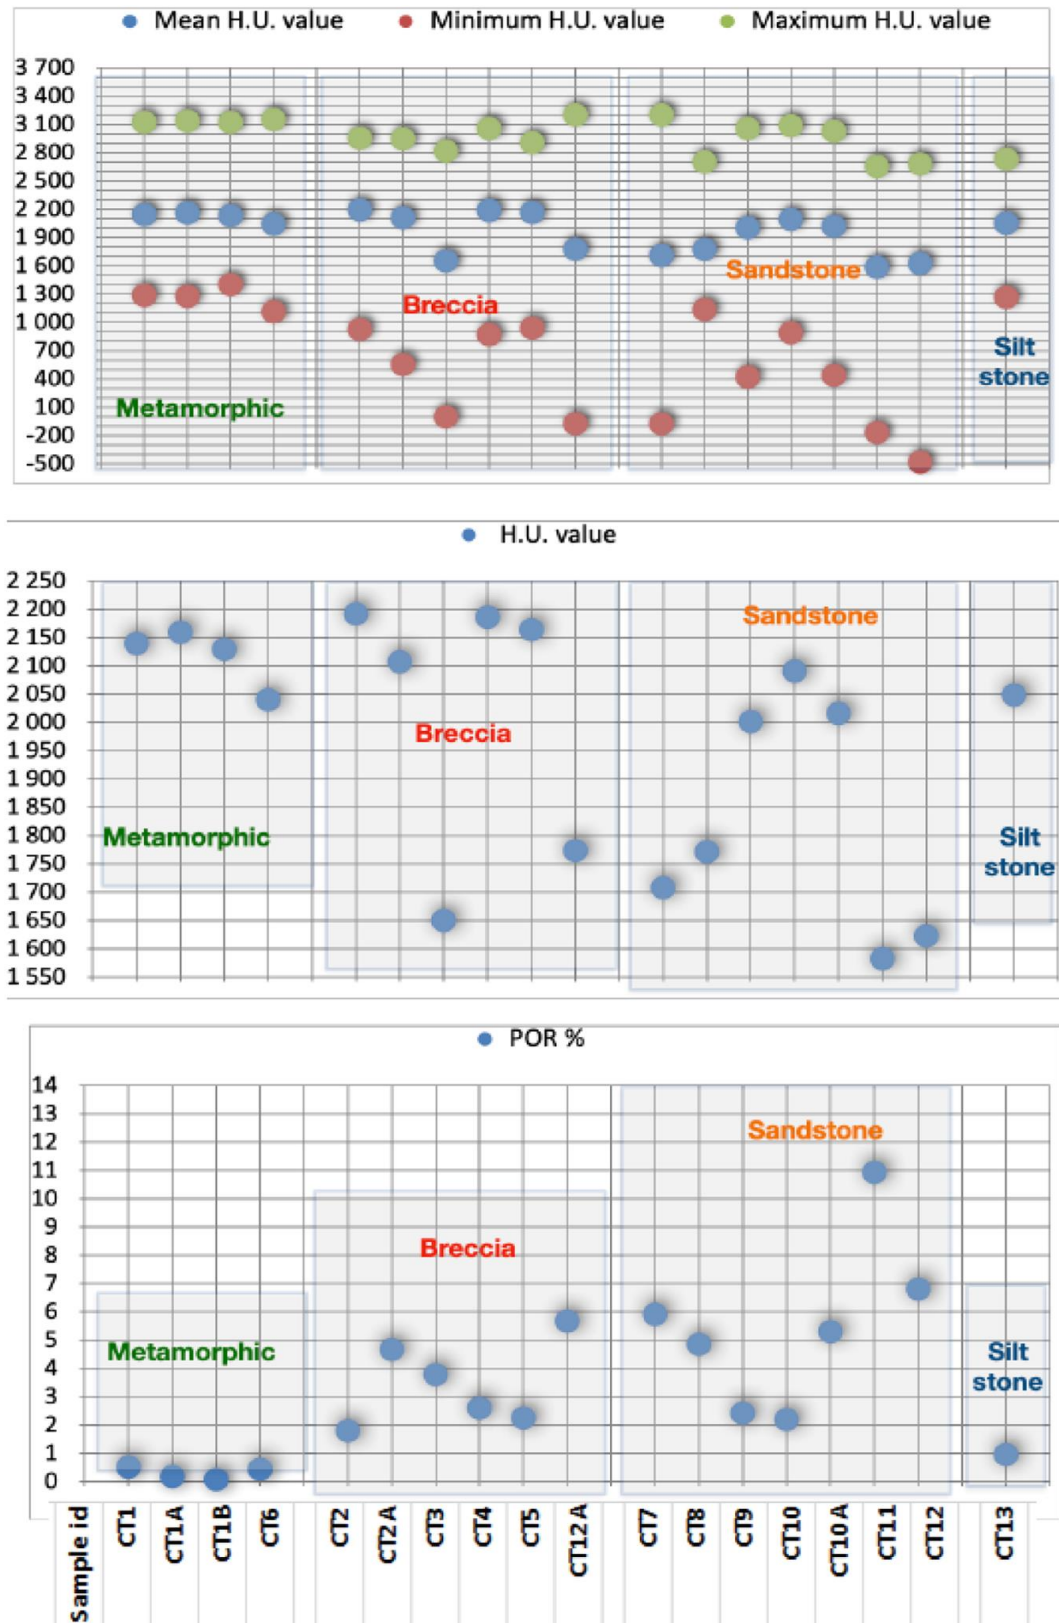 Mean H.U. value Minimum H.U. value Maximum H.U. value
3 700
3 400
3 100
2 800
2 500
2 200
1 900
1 600
1 300
1 000
700
400
100
-200
-500
Metamorphic
Breccia
Sandstone
Silt
stone
H.U. value
2 250
2 200
2 150
2 100
2 050
2 000
1 950
1 900
1 850
1 800
1 750
1 700
1 650
1 600
1 550
Metamorphic
Breccia
Sandstone
Silt
stone
POR %
14
13
12
11
10
9
8
7
6
5
4
3
2
1
0
Metamorphic
Breccia
Sandstone
Silt
stone
Sample id
CT1
CT1A
CT1B
CT6
CT2
CT2A
CT3
CT4
CT5
CT12A
CT7
CT8
CT9
CT10
CT10A
CT11
CT12
CT13